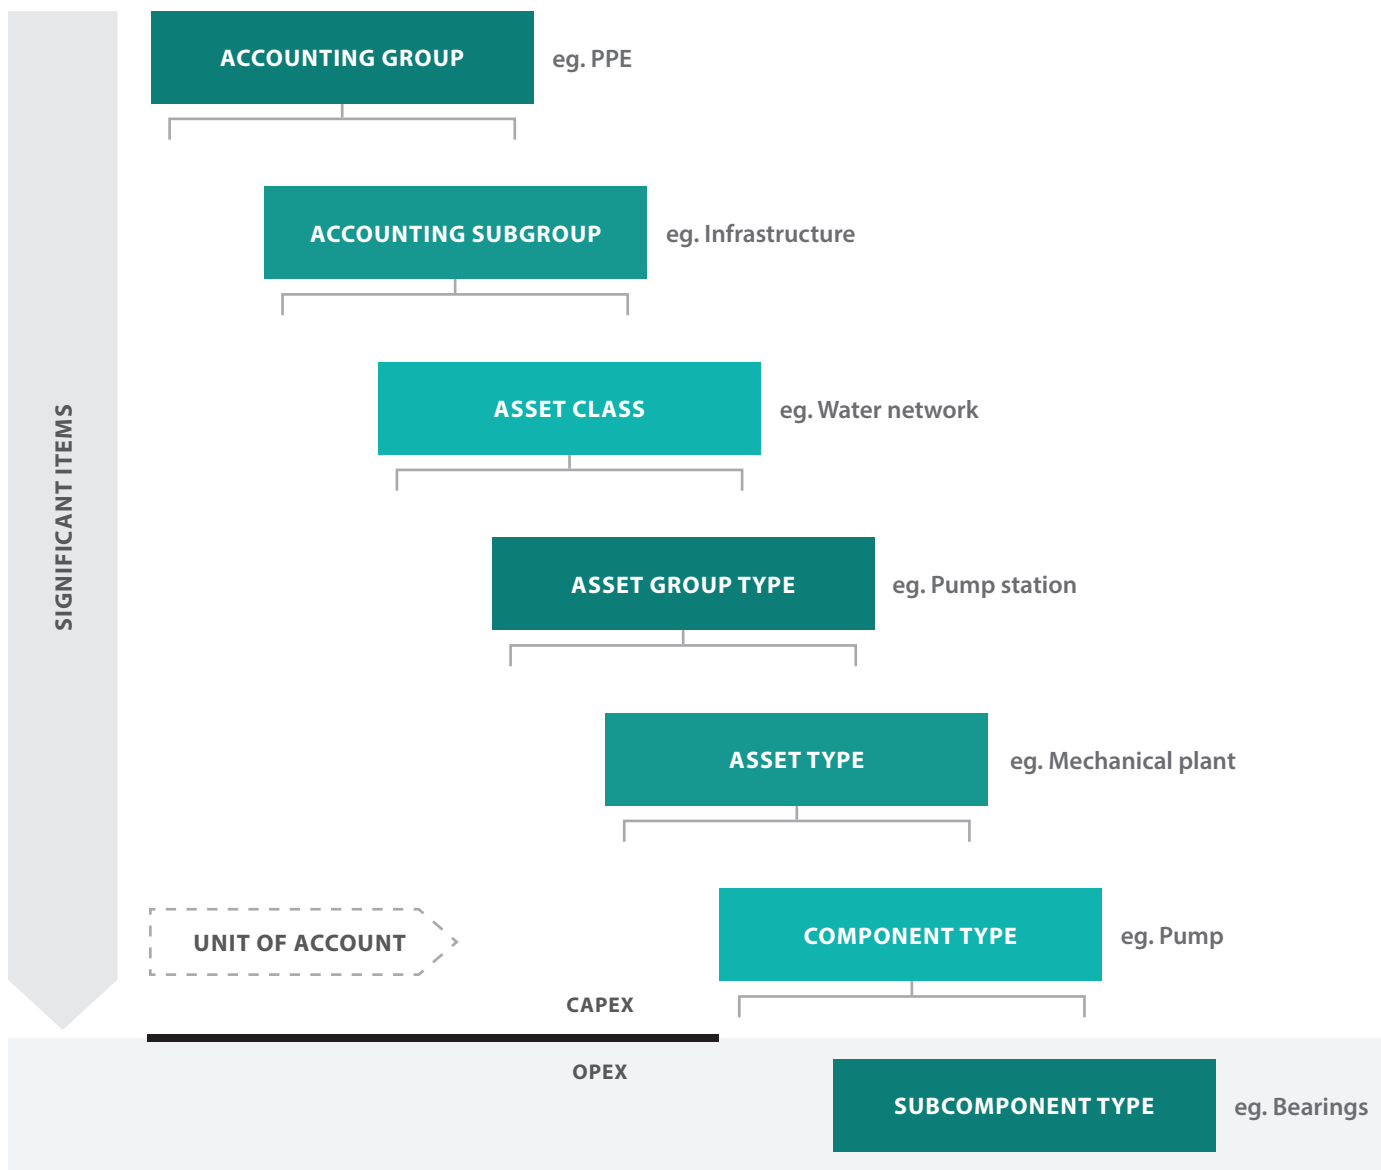 ACCOUNTING GROUP
eg. PPE
ACCOUNTING SUBGROUP
eg. Infrastructure
ASSET CLASS
eg. Water network
SIGNIFICANT ITEMS
ASSET GROUP TYPE
eg. Pump station
ASSET TYPE
eg. Mechanical plant
UNIT OF ACCOUNT
COMPONENT TYPE
eg. Pump
CAPEX
OPEX
SUBCOMPONENT TYPE
eg. Bearings